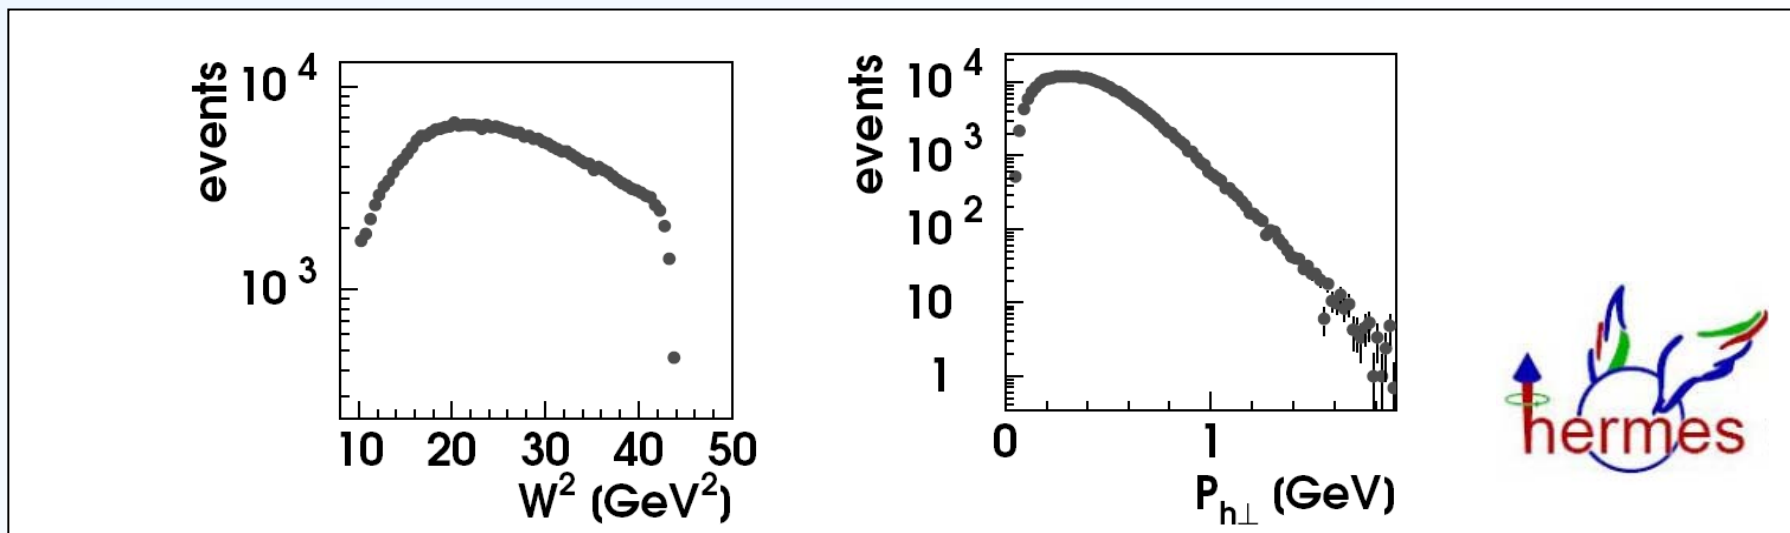 events
10^4
10^3
10 20 30 40 50
W^2 (GeV^2)
events
10^4
10^3
10^2
10
1
0 1
P_h⊥ (GeV)
hermes